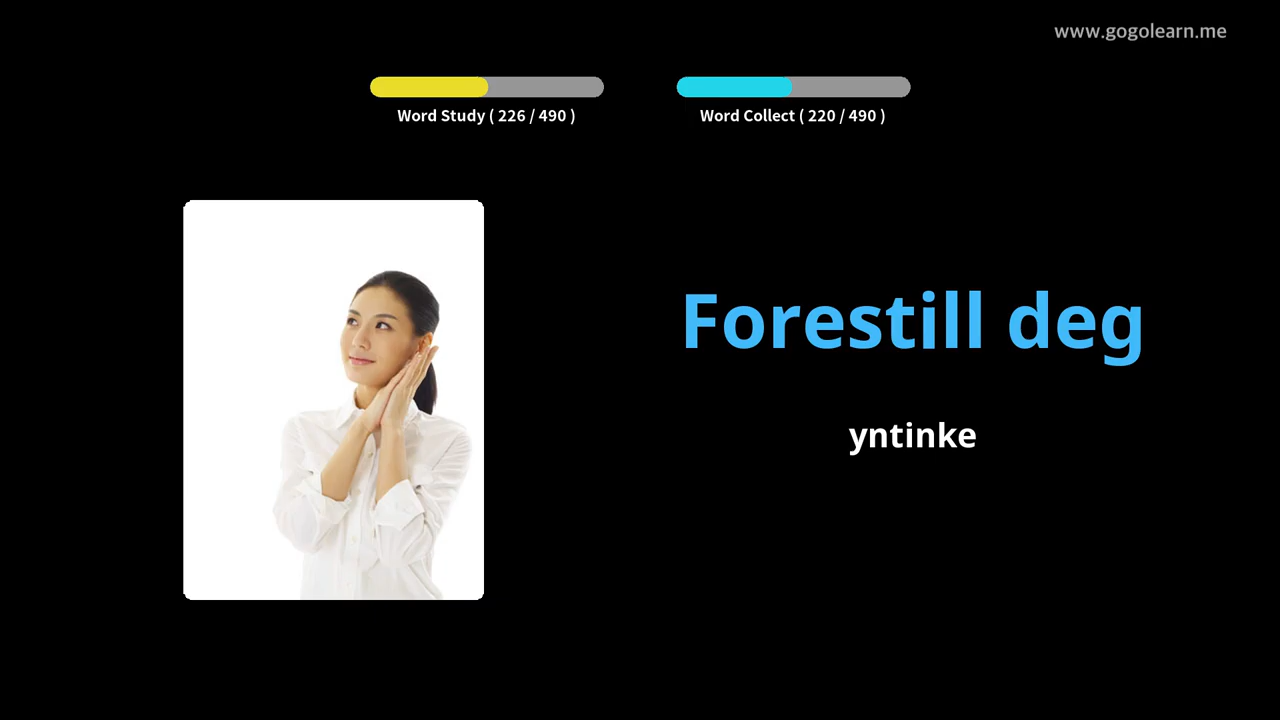 www.gogolearn.me
Word Study ( 226 / 490 )
Word Collect ( 220 / 490 )
Forestill deg
yntinke